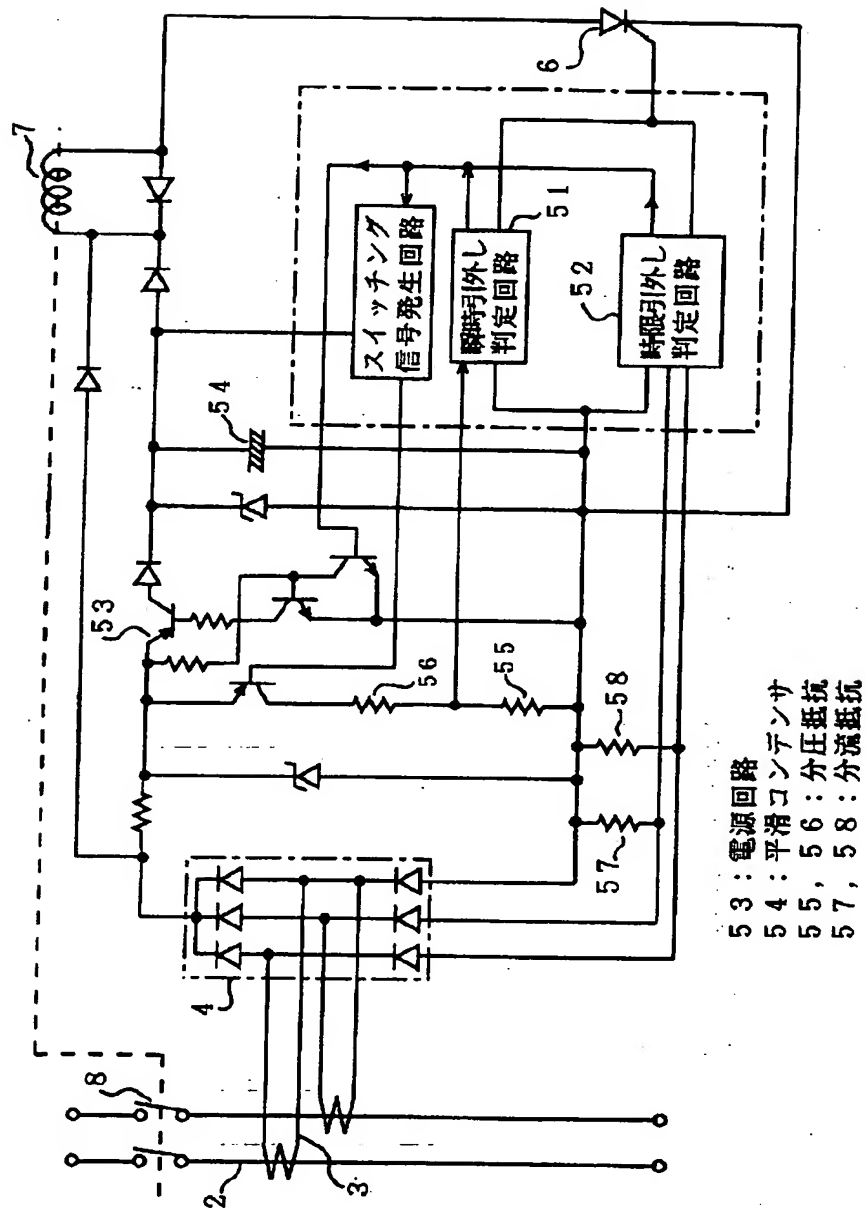 7
6
スイッチング
信号発生回路
瞬時引外し
判定回路
51
時限引外し
判定回路
52
54
53
56
55
58
57
4
8
2
3
53：電源回路
54：平滑コンデンサ
55，56：分圧抵抗
57，58：分流抵抗